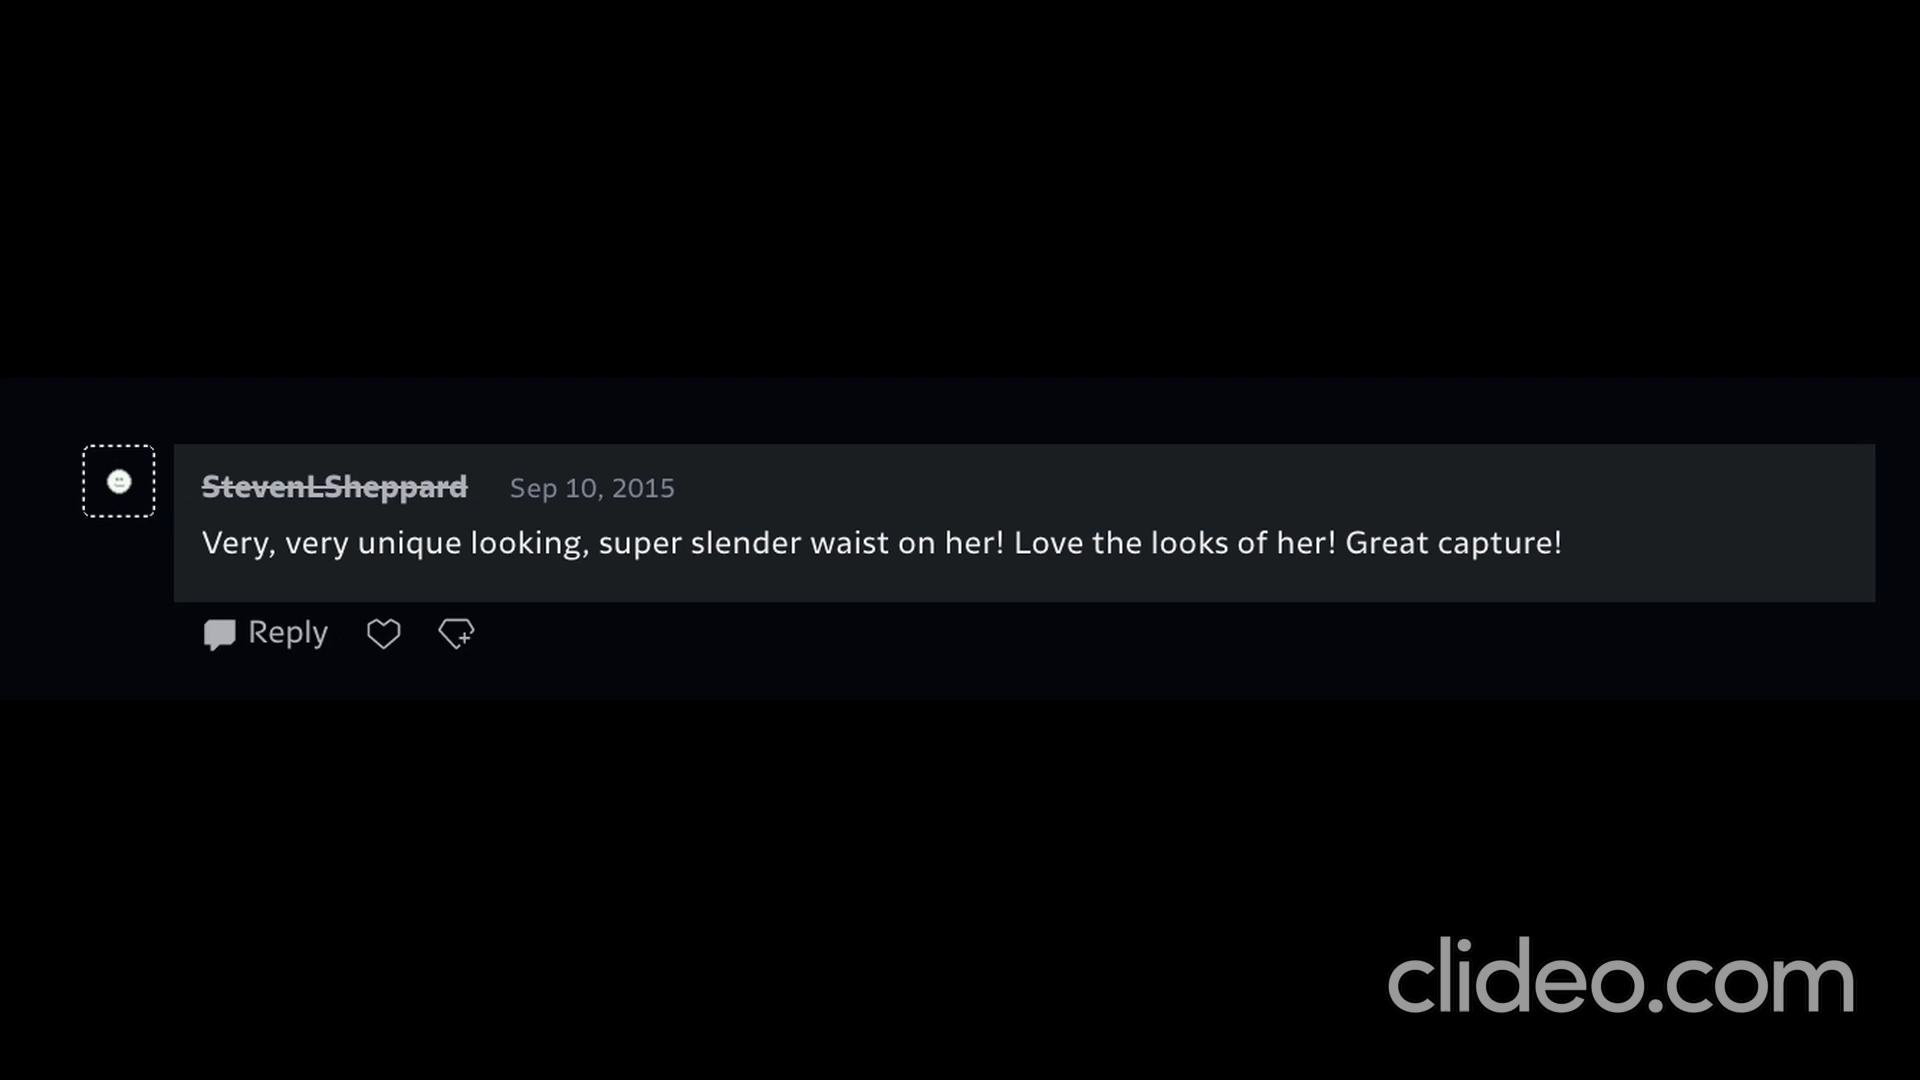 StevenLSheppard Sep 10, 2015
Very, very unique looking, super slender waist on her! Love the looks of her! Great capture!
Reply
clideo.com